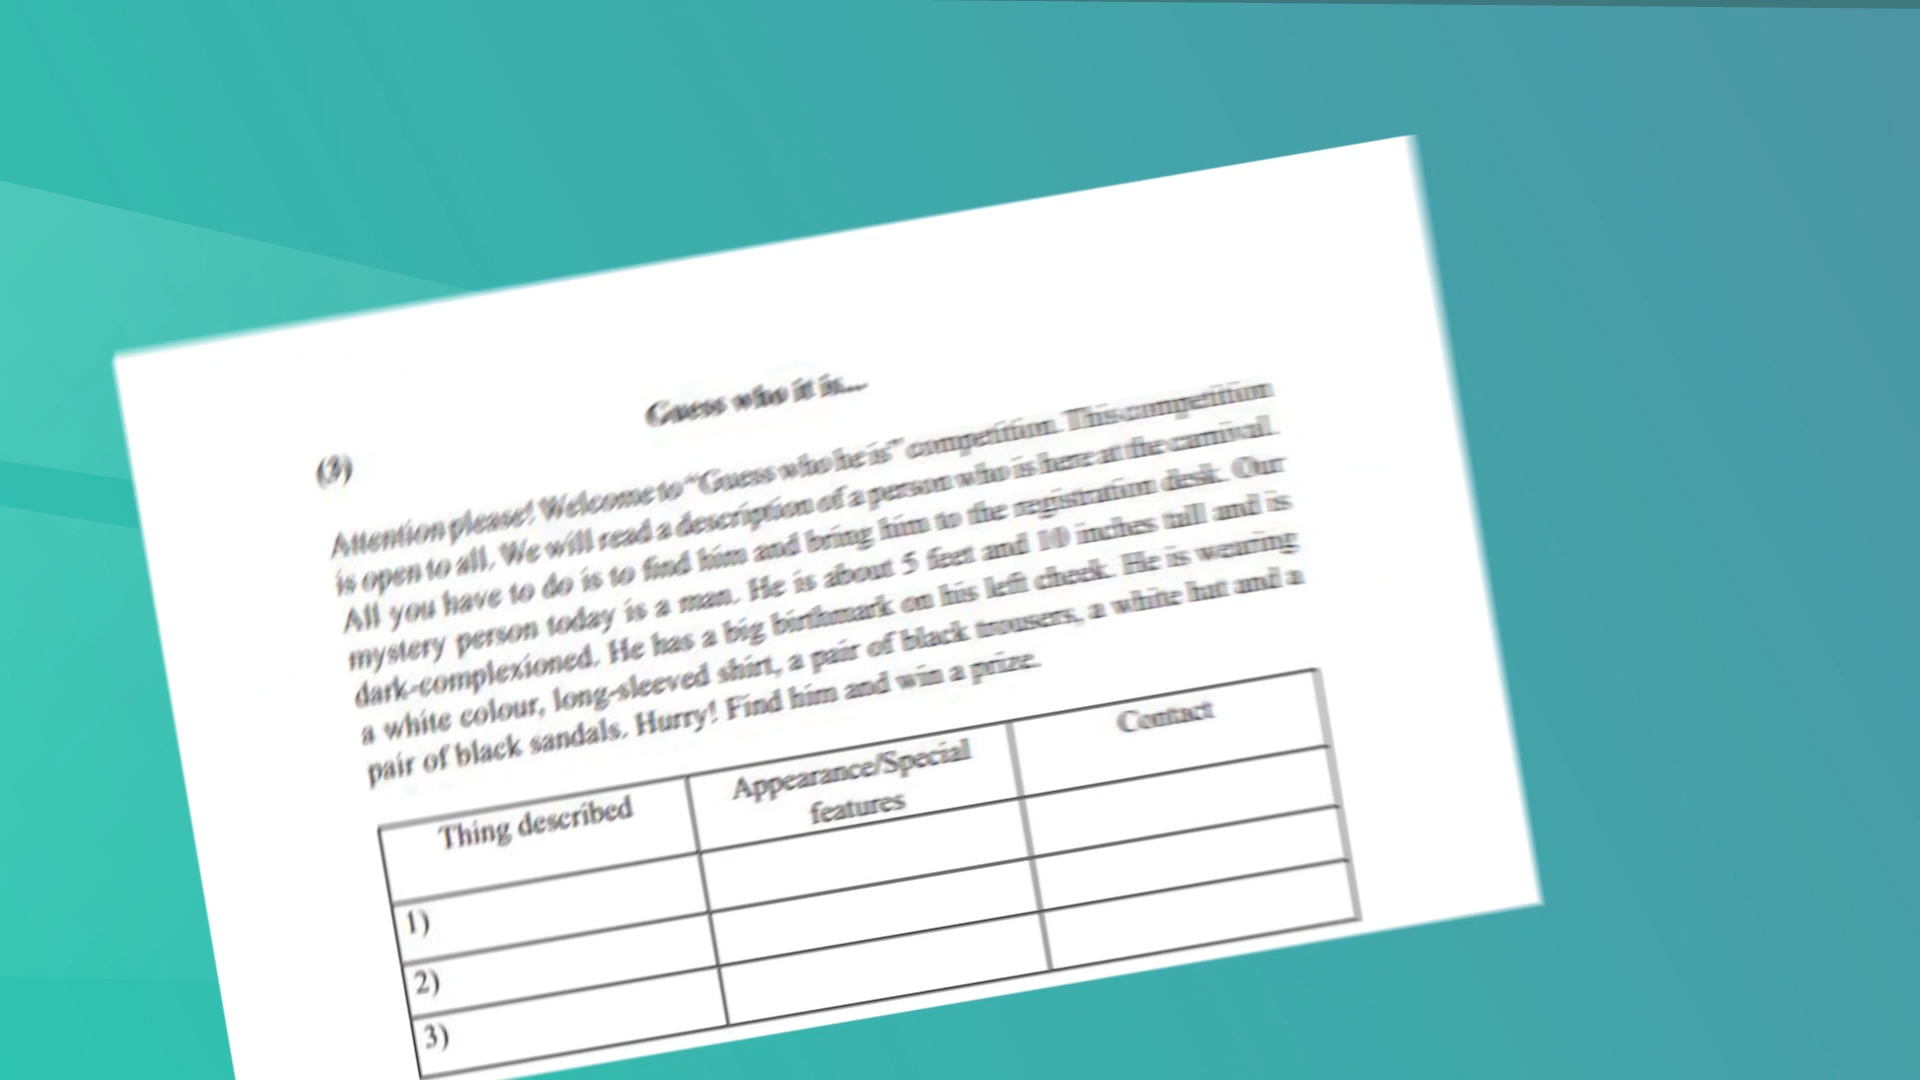 Guess who it is...
(3)
Attention please! Welcome to “Guess who he is” competition. This competition
is open to all. We will read a description of a person who is here at the carnival.
All you have to do is to find him and bring him to the registration desk. Our
mystery person today is a man. He is about 5 feet and 10 inches tall and is
dark-complexioned. He has a big birthmark on his left cheek. He is wearing
a white colour, long-sleeved shirt, a pair of black trousers, a white hat and a
pair of black sandals. Hurry! Find him and win a prize.
Thing described
Appearance/Special
features
Contact
1)
2)
3)